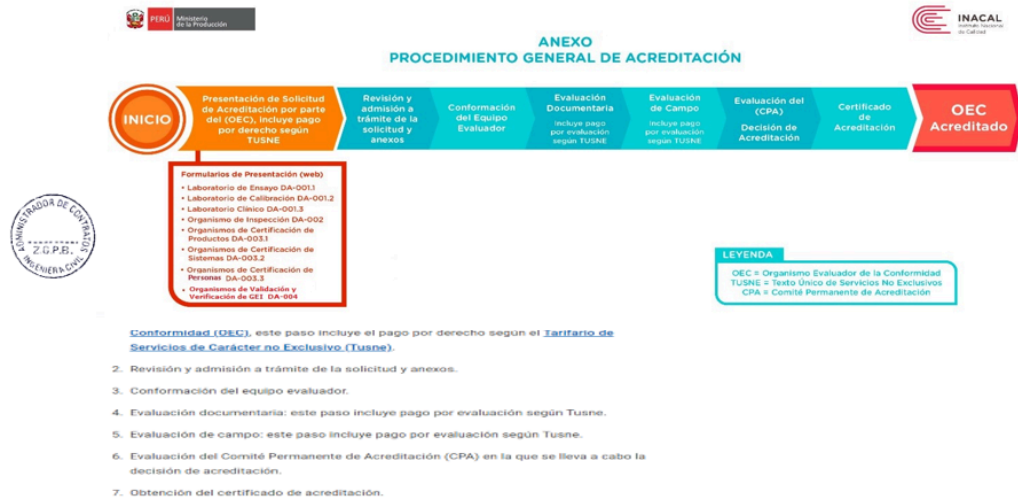 PERÚ
Ministerio
de la Producción
INACAL
Instituto Nacional
de Calidad
ANEXO
PROCEDIMIENTO GENERAL DE ACREDITACIÓN
INICIO
Presentación de Solicitud
de Acreditación por parte
del (OEC), incluye pago
por derecho según
TUSNE
Revisión y
admisión a
trámite de la
solicitud y
anexos
Conformación
del Equipo
Evaluador
Evaluación
Documentaria
Incluye pago
por evaluación
según TUSNE
Evaluación
de Campo
Incluye pago
por evaluación
según TUSNE
Evaluación del
(CPA)
Decisión de
Acreditación
Certificado
de
Acreditación
OEC
Acreditado
Formularios de Presentación (web)
• Laboratorio de Ensayo DA-001.1
• Laboratorio de Calibración DA-001.2
• Laboratorio Clínico DA-001.3
• Organismo de Inspección DA-002
• Organismos de Certificación de
Productos DA-003.1
• Organismos de Certificación de
Sistemas DA-003.2
• Organismos de Certificación de
Personas DA-003.3
• Organismos de Validación y
Verificación de GEI DA-004
ADMINISTRADOR DE CONTRATOS
Z.G.P.B.
INGENIERA CIVIL
LEYENDA
OEC = Organismo Evaluador de la Conformidad
TUSNE = Texto Único de Servicios No Exclusivos
CPA = Comité Permanente de Acreditación
Conformidad (OEC), este paso incluye el pago por derecho según el Tarifario de
Servicios de Carácter no Exclusivo (Tusne).
2. Revisión y admisión a trámite de la solicitud y anexos.
3. Conformación del equipo evaluador.
4. Evaluación documentaria: este paso incluye pago por evaluación según Tusne.
5. Evaluación de campo: este paso incluye pago por evaluación según Tusne.
6. Evaluación del Comité Permanente de Acreditación (CPA) en la que se lleva a cabo la
decisión de acreditación.
7. Obtención del certificado de acreditación.